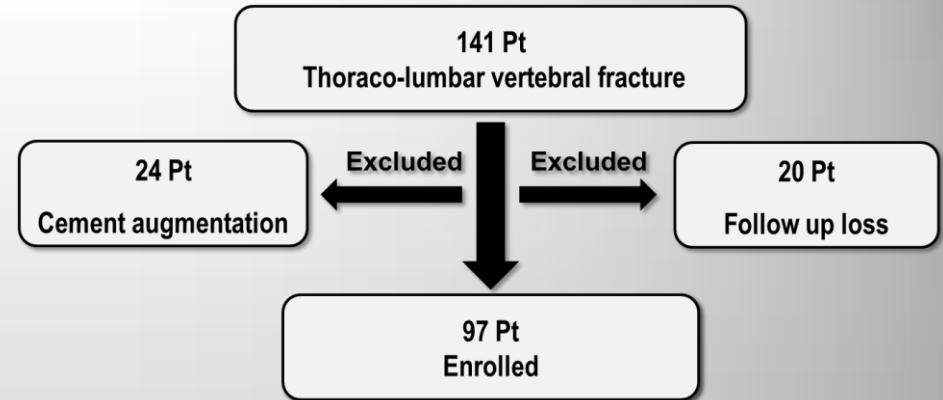 141 Pt
Thoraco-lumbar vertebral fracture
Excluded
Excluded
24 Pt
Cement augmentation
20 Pt
Follow up loss
97 Pt
Enrolled